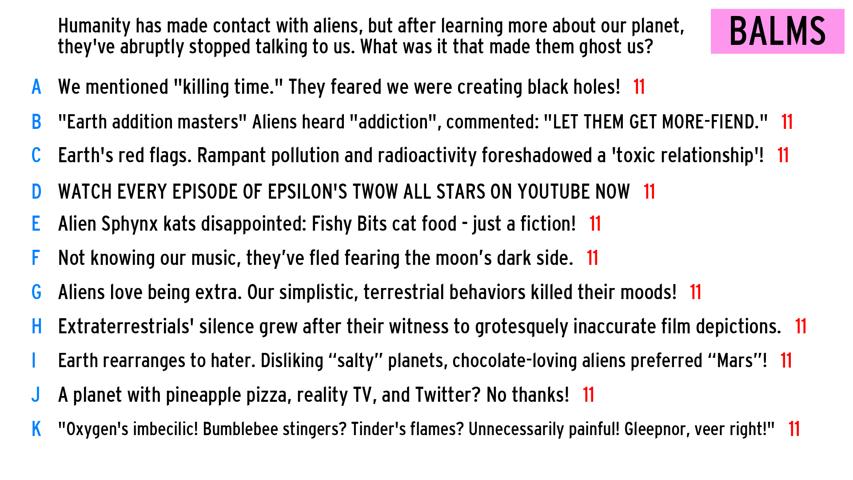 Humanity has made contact with aliens, but after learning more about our planet,
they've abruptly stopped talking to us. What was it that made them ghost us?
BALMS
A We mentioned "killing time." They feared we were creating black holes! 11
B "Earth addition masters" Aliens heard "addiction", commented: "LET THEM GET MORE-FIEND." 11
C Earth's red flags. Rampant pollution and radioactivity foreshadowed a 'toxic relationship'! 11
D WATCH EVERY EPISODE OF EPSILON'S TWOW ALL STARS ON YOUTUBE NOW 11
E Alien Sphynx kats disappointed: Fishy Bits cat food - just a fiction! 11
F Not knowing our music, they’ve fled fearing the moon’s dark side. 11
G Aliens love being extra. Our simplistic, terrestrial behaviors killed their moods! 11
H Extraterrestrials' silence grew after their witness to grotesquely inaccurate film depictions. 11
I Earth rearranges to hater. Disliking “salty” planets, chocolate-loving aliens preferred “Mars”! 11
J A planet with pineapple pizza, reality TV, and Twitter? No thanks! 11
K "Oxygen's imbecilic! Bumblebee stingers? Tinder's flames? Unnecessarily painful! Gleepnor, veer right!" 11